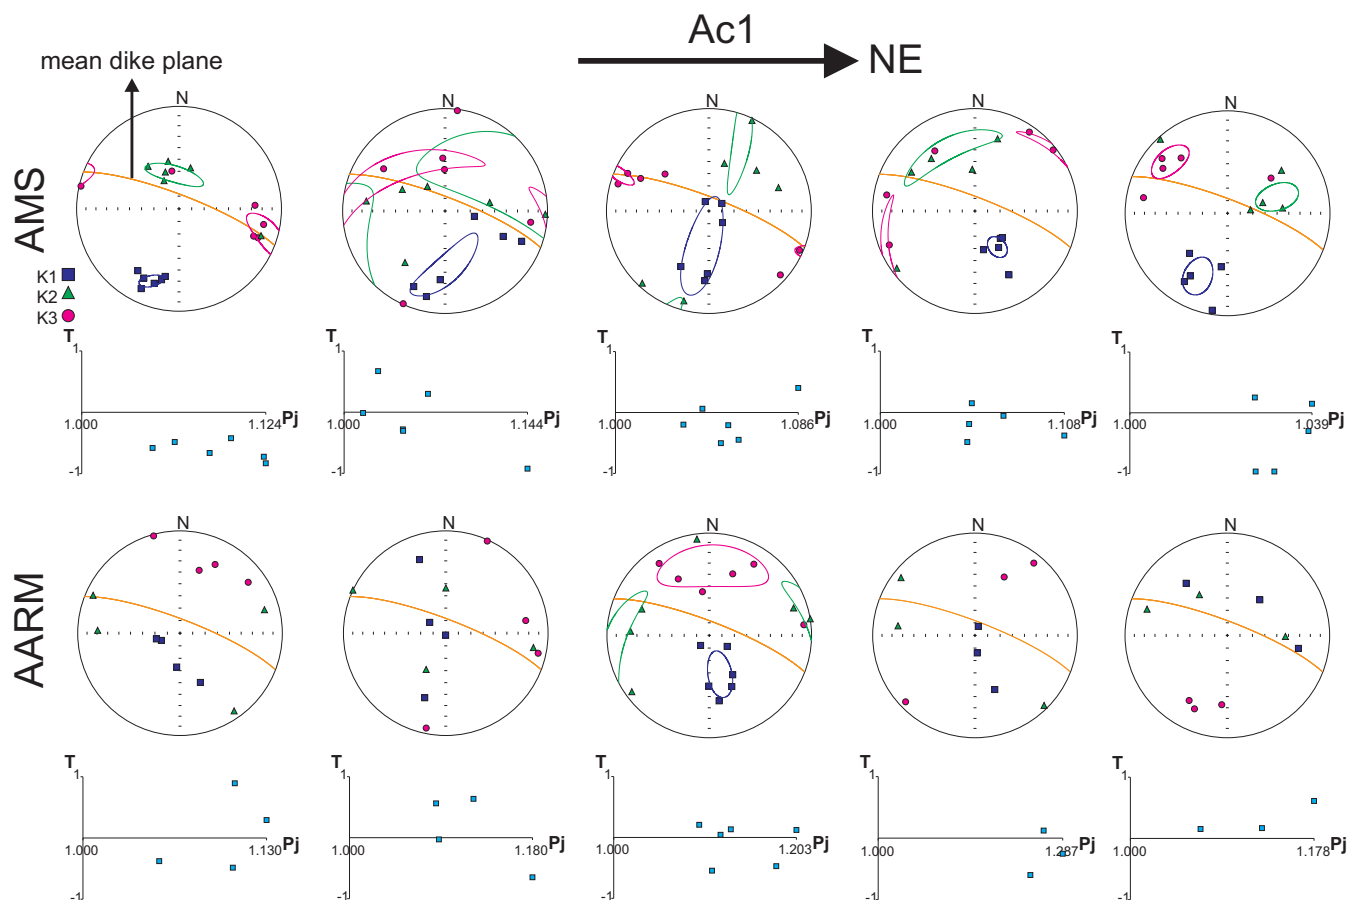 Ac1
NE
mean dike plane
N
N
N
N
N
AMS
K1
K2
K3
T
1
1.000
1.124
Pj
-1
T
1
1.000
1.144
Pj
-1
T
1
1.000
1.086
Pj
-1
T
1
1.000
1.108
Pj
-1
T
1
1.000
1.039
Pj
-1
N
N
N
N
N
AARM
T
1
1.000
1.130
Pj
-1
T
1
1.000
1.180
Pj
-1
T
1
1.000
1.203
Pj
-1
T
1
1.000
1.287
Pj
-1
T
1
1.000
1.178
Pj
-1